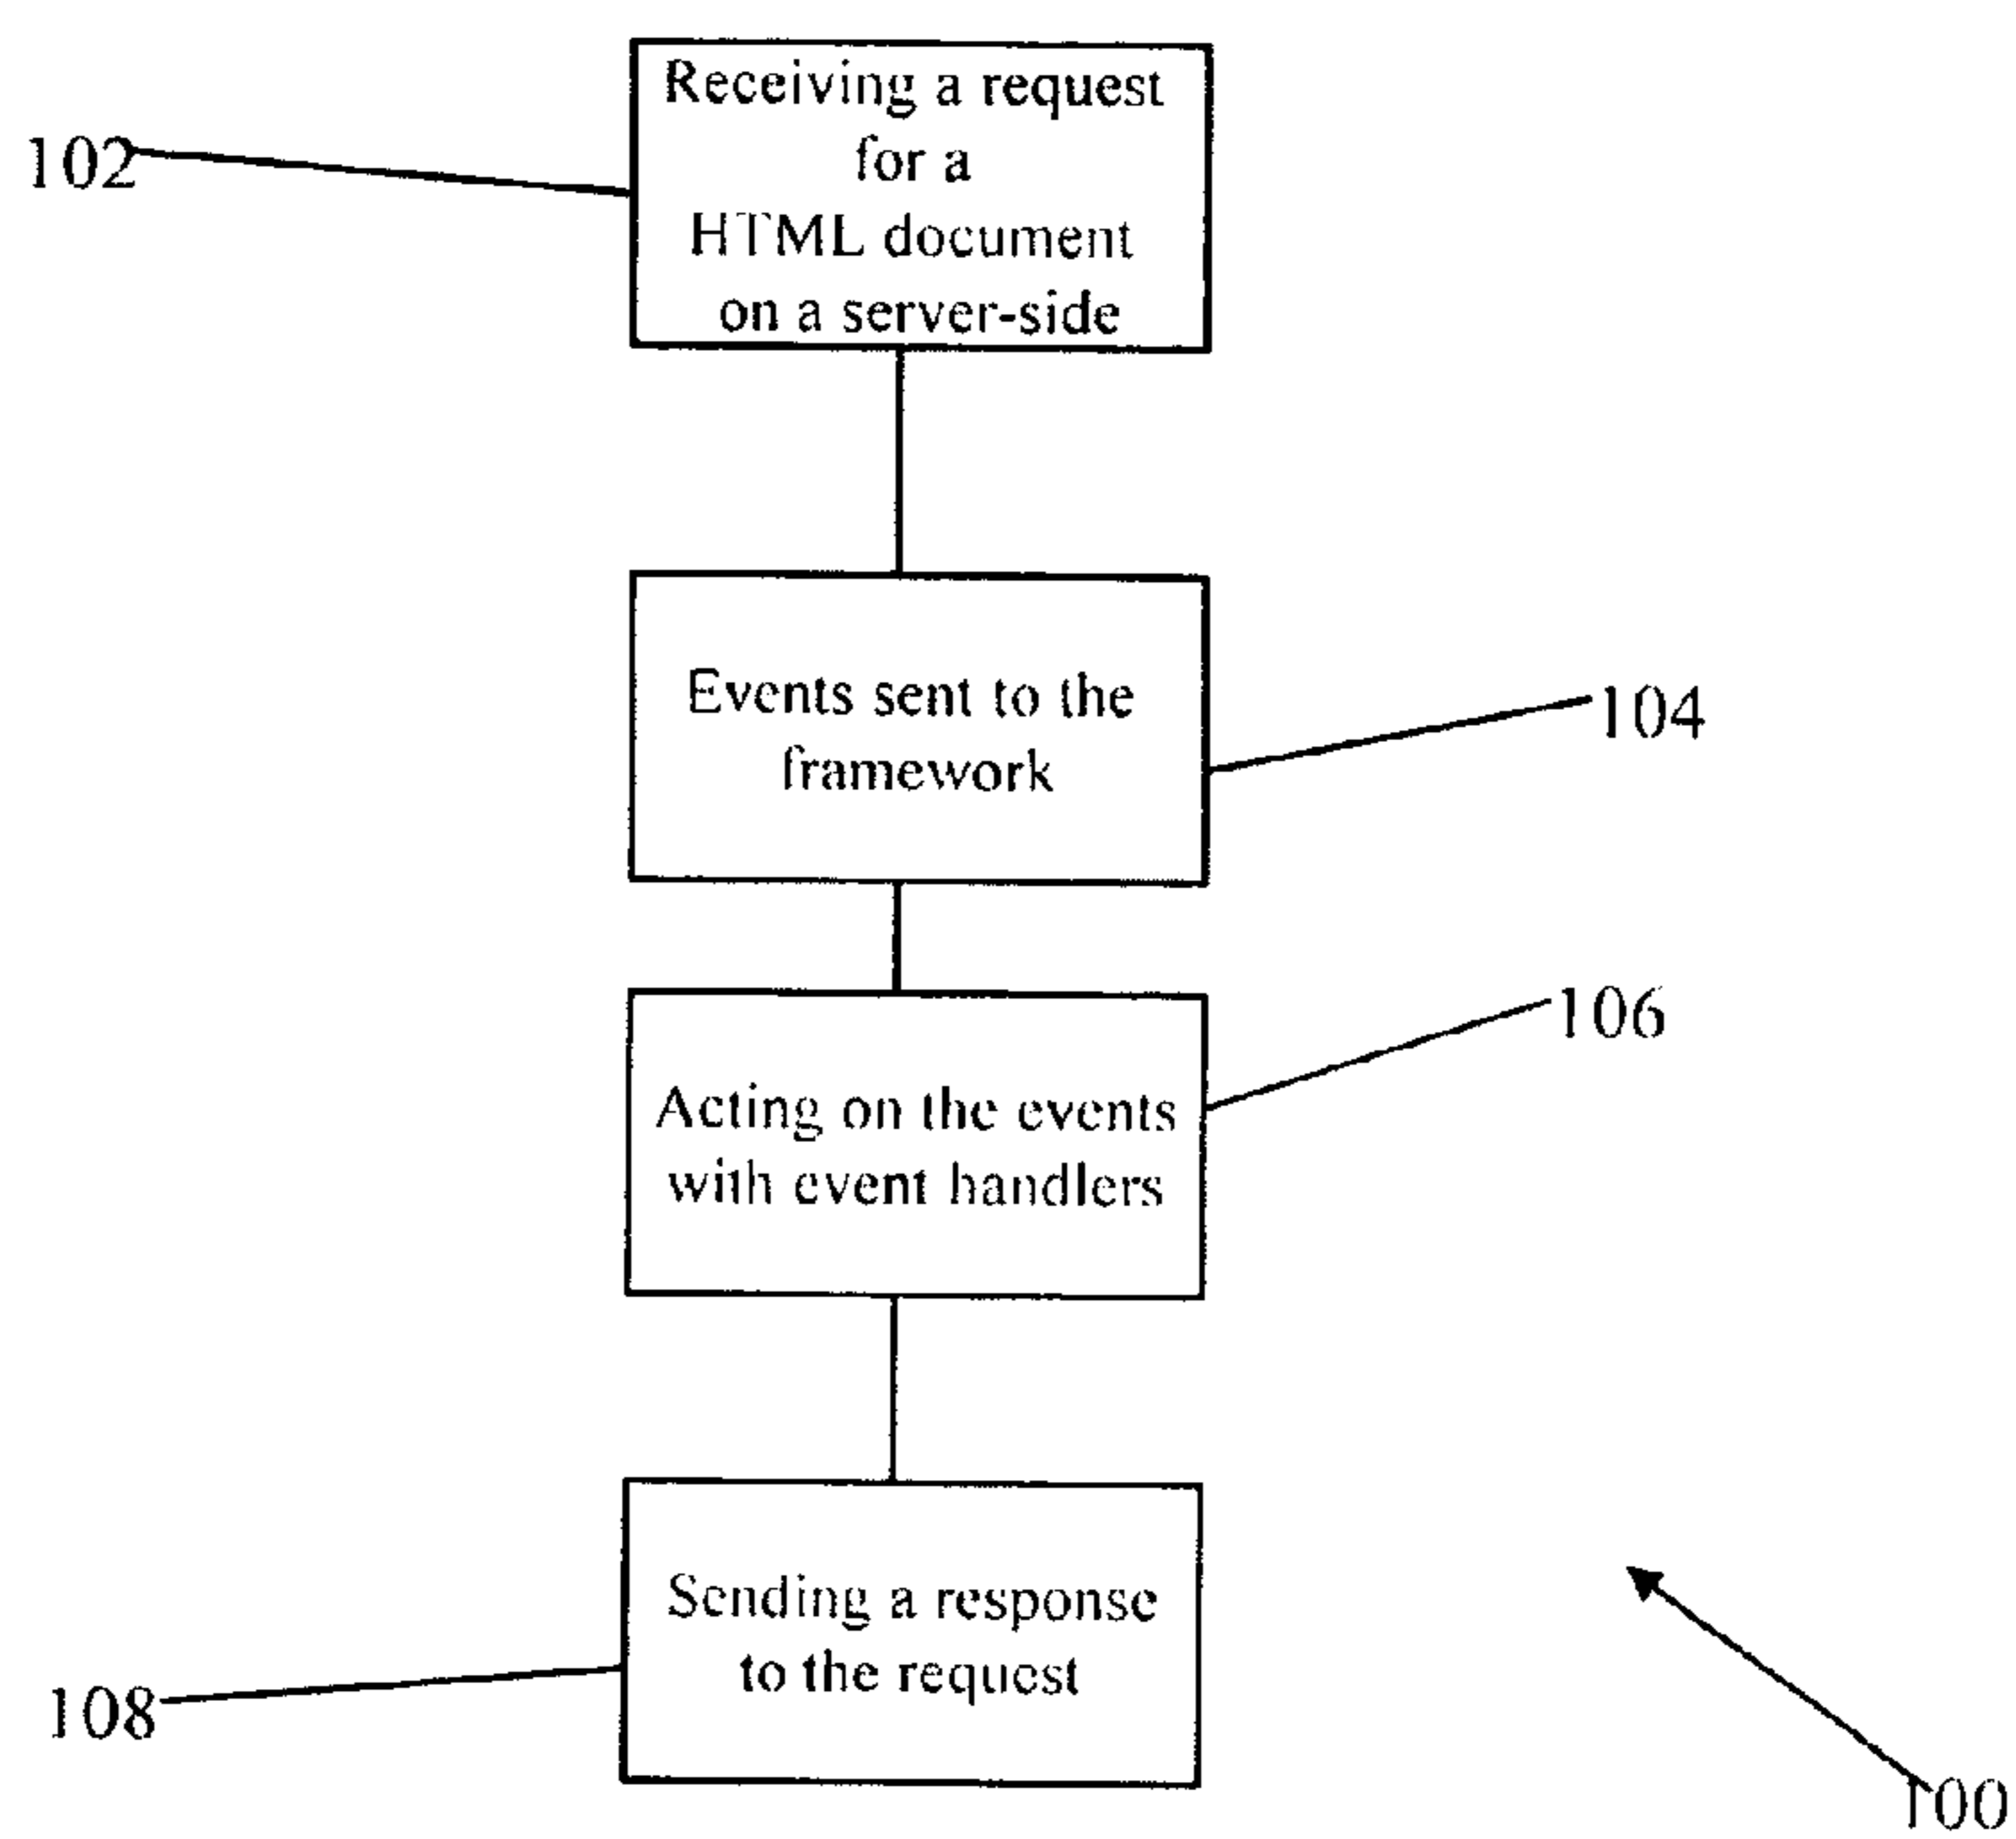 Receiving a request
for a
HTML document
on a server-side
102
Events sent to the
framework
104
Acting on the events
with event handlers
106
Sending a response
to the request
108
100